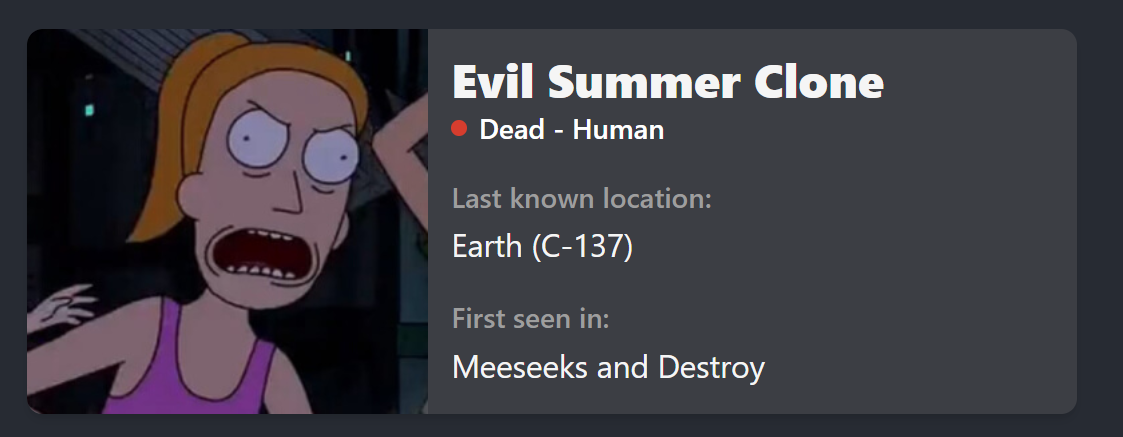 Evil Summer Clone
Dead - Human
Last known location:
Earth (C-137)
First seen in:
Meeseeks and Destroy